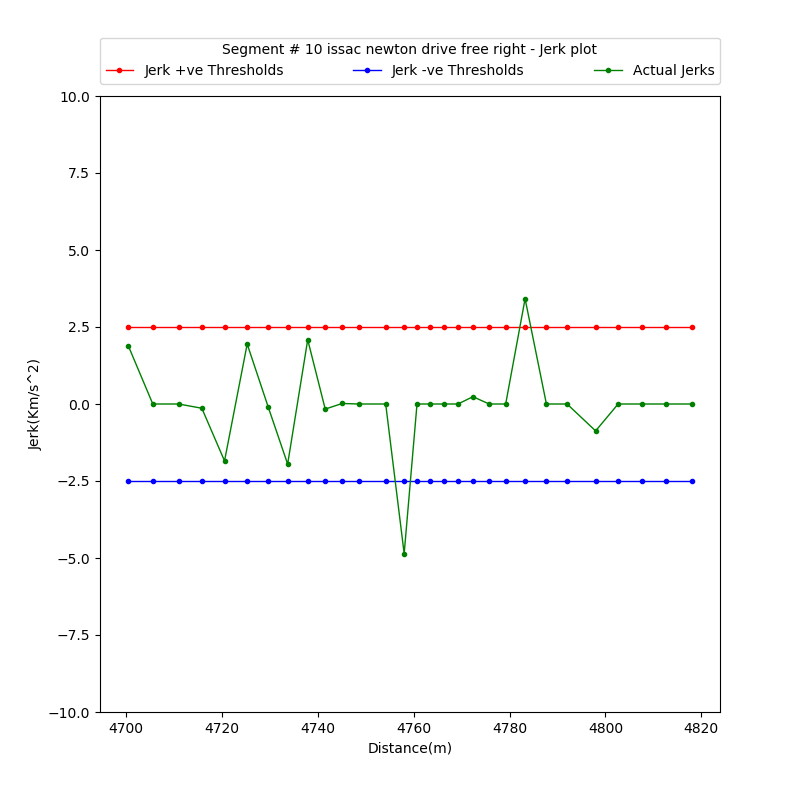 Segment # 10 issac newton drive free right - Jerk plot
Jerk +ve Thresholds Jerk -ve Thresholds Actual Jerks
10.0
7.5
5.0
2.5
0.0
−2.5
−5.0
−7.5
−10.0
Jerk(Km/s^2)
4700 4720 4740 4760 4780 4800 4820
Distance(m)